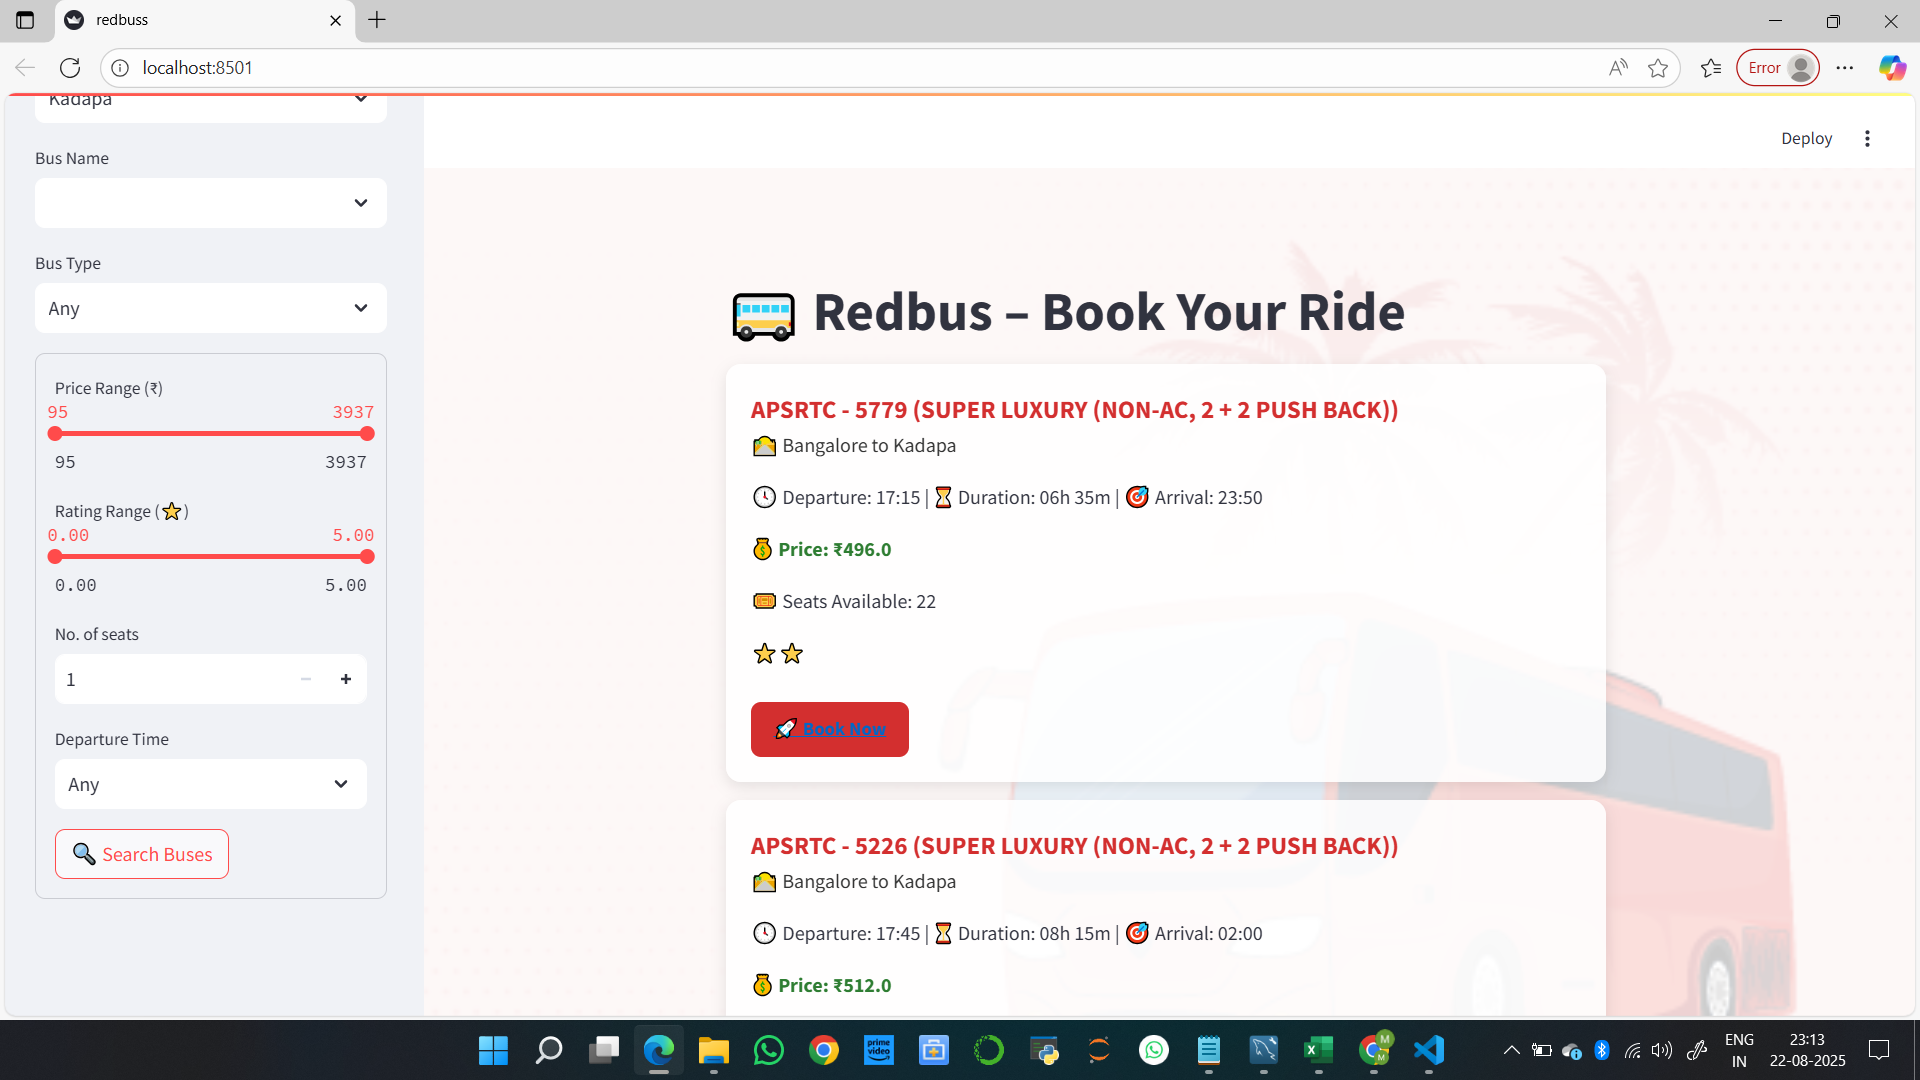 redbuss
localhost:8501
Error
Kadapa
Bus Name
Bus Type
Any
Price Range (₹)
95 3937
95 3937
Rating Range (⭐)
0.00 5.00
0.00 5.00
No. of seats
1
Departure Time
Any
🔍 Search Buses
Deploy
🚌 Redbus – Book Your Ride
APSRTC - 5779 (SUPER LUXURY (NON-AC, 2 + 2 PUSH BACK))
Bangalore to Kadapa
Departure: 17:15 | ⏳ Duration: 06h 35m | 🎯 Arrival: 23:50
💰 Price: ₹496.0
🎟️ Seats Available: 22
⭐⭐
🚀 Book Now
APSRTC - 5226 (SUPER LUXURY (NON-AC, 2 + 2 PUSH BACK))
Bangalore to Kadapa
Departure: 17:45 | ⏳ Duration: 08h 15m | 🎯 Arrival: 02:00
💰 Price: ₹512.0
prime
video
M
M
ENG
IN
23:13
22-08-2025